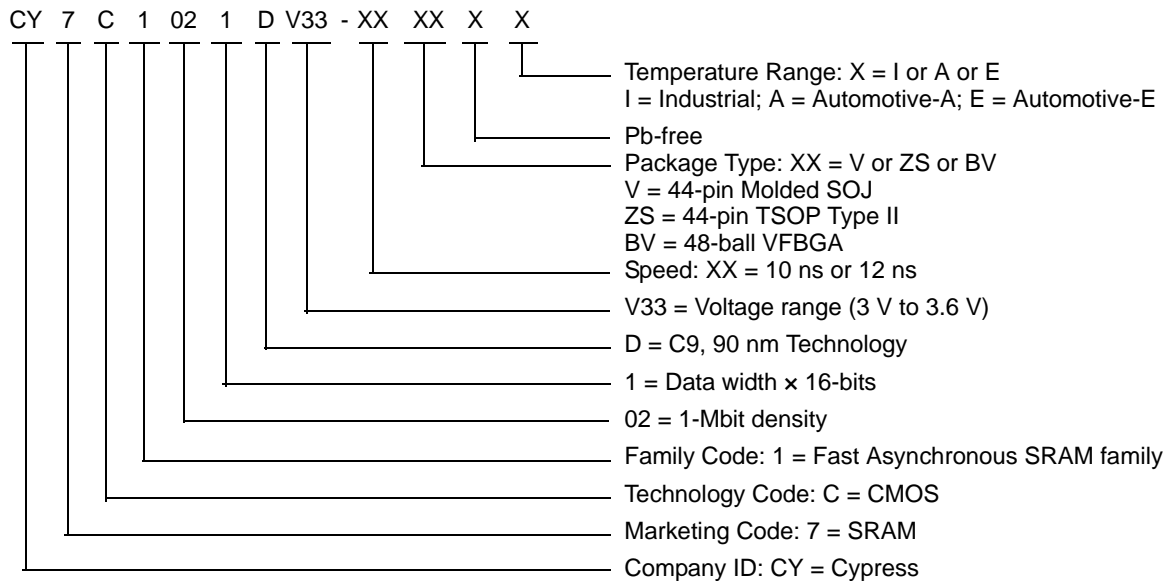 CY 7 C 1 02 1 D V33 - XX XX X X
Temperature Range: X = I or A or E
I = Industrial; A = Automotive-A; E = Automotive-E
Pb-free
Package Type: XX = V or ZS or BV
V = 44-pin Molded SOJ
ZS = 44-pin TSOP Type II
BV = 48-ball VFBGA
Speed: XX = 10 ns or 12 ns
V33 = Voltage range (3 V to 3.6 V)
D = C9, 90 nm Technology
1 = Data width × 16-bits
02 = 1-Mbit density
Family Code: 1 = Fast Asynchronous SRAM family
Technology Code: C = CMOS
Marketing Code: 7 = SRAM
Company ID: CY = Cypress